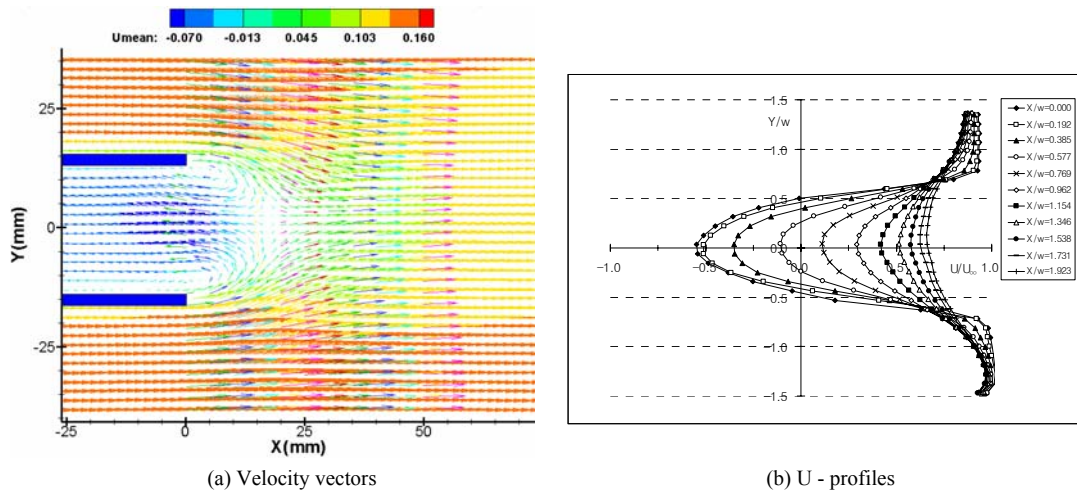 Umean: -0.070 -0.013 0.045 0.103 0.160
Y(mm)
25
0
-25
-25 0 25 50 75
X(mm)
(a) Velocity vectors
1.5
Y/w
1.0
0.5
0.0
0.5
1.0
1.5
-1.0 -0.5 0.0 .5 1.0
U/U∞
X/w=0.000
X/w=0.192
X/w=0.385
X/w=0.577
X/w=0.769
X/w=0.962
X/w=1.154
X/w=1.346
X/w=1.538
X/w=1.731
X/w=1.923
(b) U - profiles